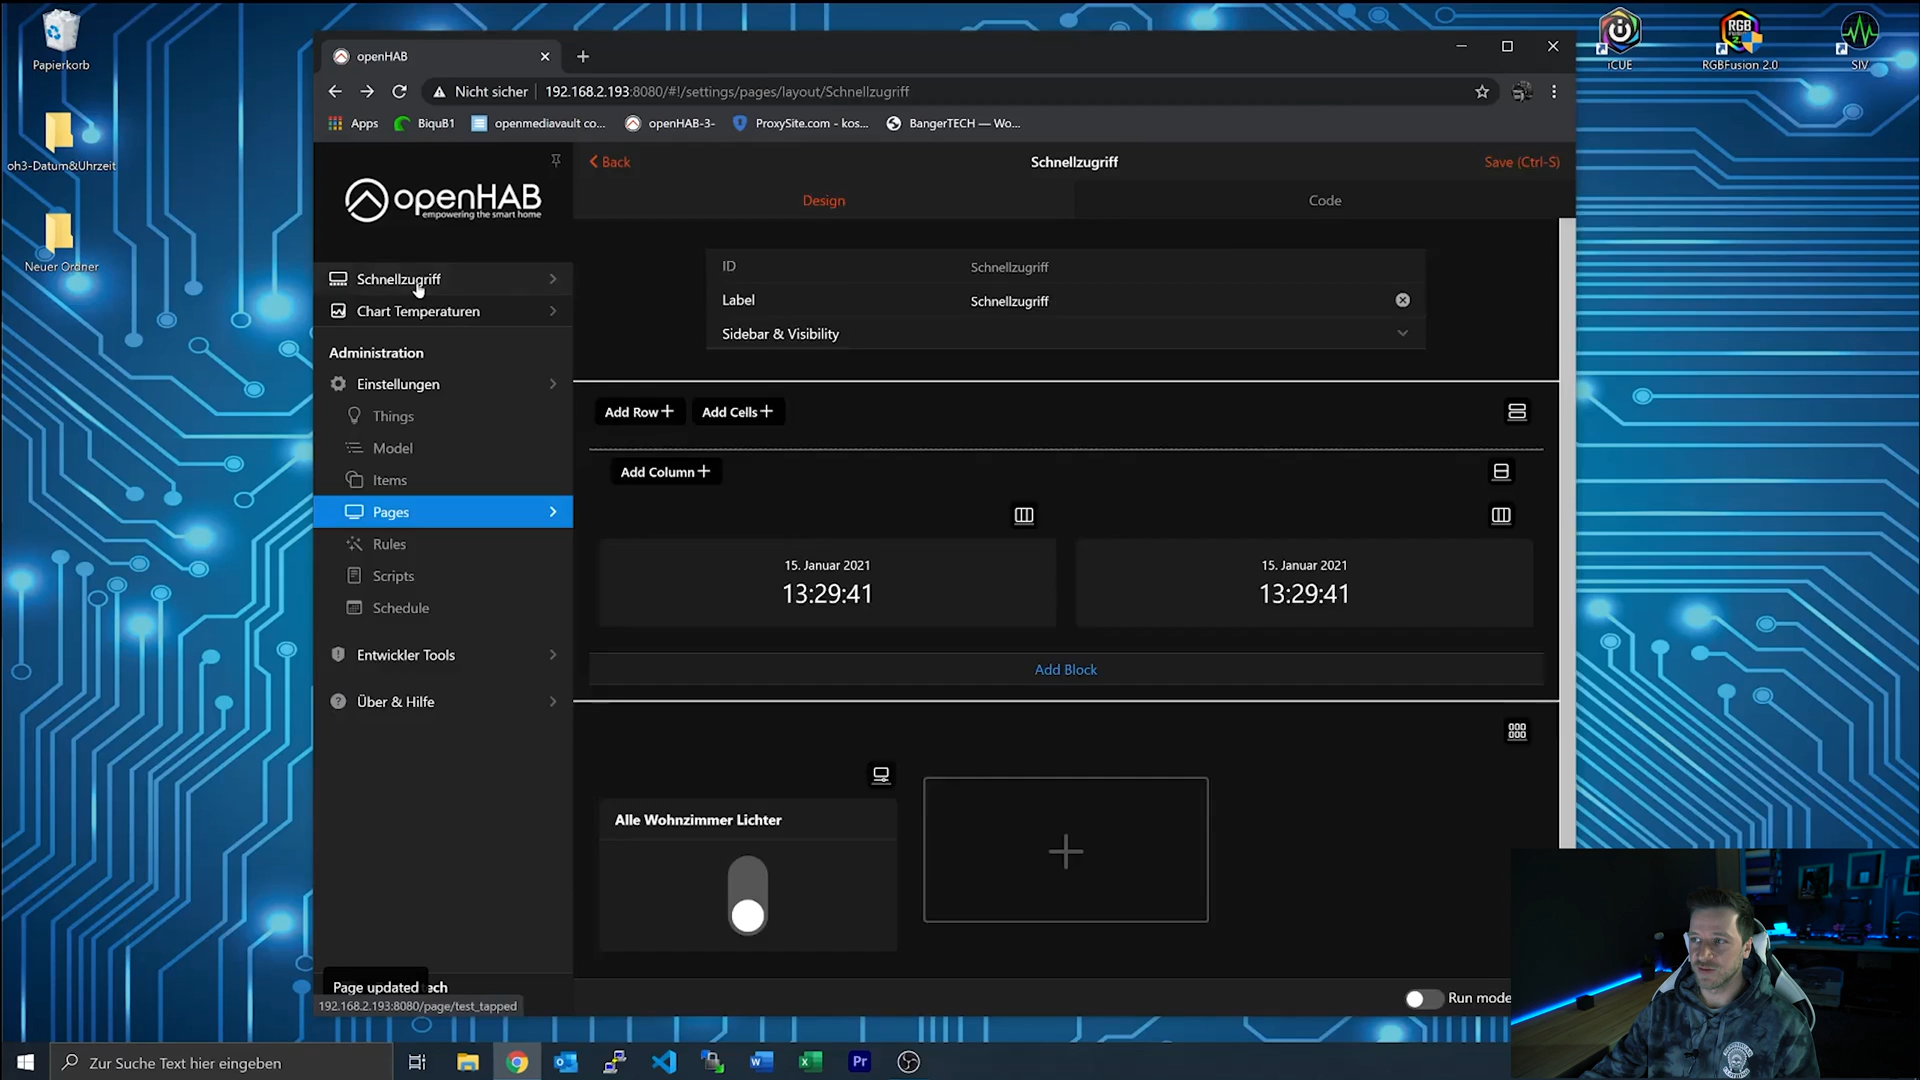 Papierkorb
oh3-Datum&Uhrzeit
Neuer Ordner
iCUE
RGB
RGBFusion 2.0
SIV
openHAB
Nicht sicher
192.168.2.193:8080/#!/settings/pages/layout/Schnellzugriff
Apps
BiquB1
openmediavault co...
openHAB-3-
ProxySite.com - kos...
BangerTECH — Wo...
openHAB
empowering the smart home
Back
Schnellzugriff
Save (Ctrl-S)
Design
Code
Schnellzugriff
Chart Temperaturen
Administration
Einstellungen
Things
Model
Items
Pages
Rules
Scripts
Schedule
Entwickler Tools
Über & Hilfe
ID
Schnellzugriff
Label
Schnellzugriff
Sidebar & Visibility
Add Row
Add Cells
Add Column
15. Januar 2021
13:29:41
15. Januar 2021
13:29:41
Add Block
Alle Wohnzimmer Lichter
Run mode
Page updated
tech
192.168.2.193:8080/page/test_tapped
Zur Suche Text hier eingeben
W
X
Pr